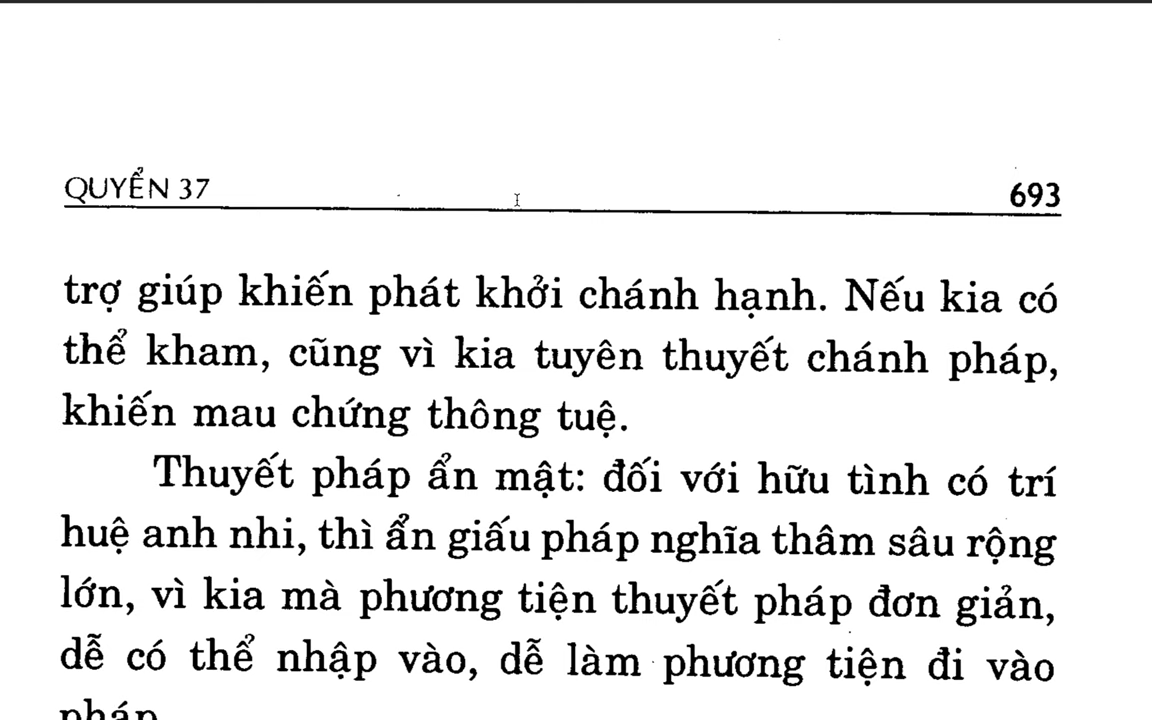 QUYỂN 37 693
trợ giúp khiến phát khởi chánh hạnh. Nếu kia có
thể kham, cũng vì kia tuyên thuyết chánh pháp,
khiến mau chứng thông tuệ.
Thuyết pháp ẩn mật: đối với hữu tình có trí
huệ anh nhi, thì ẩn giấu pháp nghĩa thâm sâu rộng
lớn, vì kia mà phương tiện thuyết pháp đơn giản,
dễ có thể nhập vào, dễ làm phương tiện đi vào
pháp.